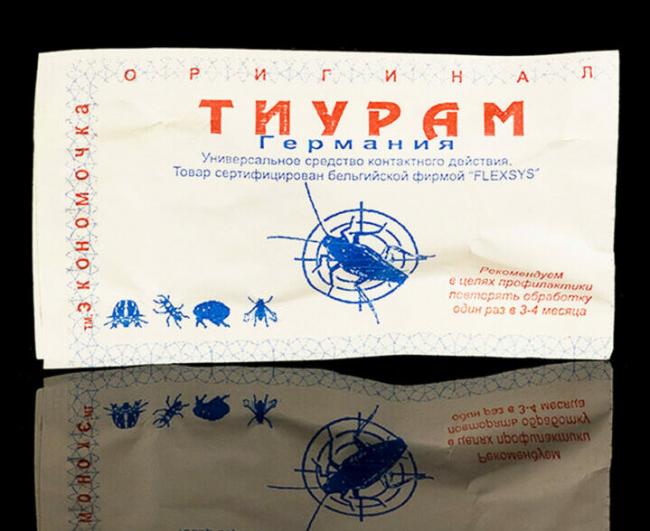 ОРИГИНАЛ
ТИУРАМ
Германия
Универсальное средство контактного действия.
Товар сертифицирован бельгийской фирмой "FLEXSYS"
ТМ Экономочка
Рекомендуем
в целях профилактики
повторять обработку
один раз в 3-4 месяца